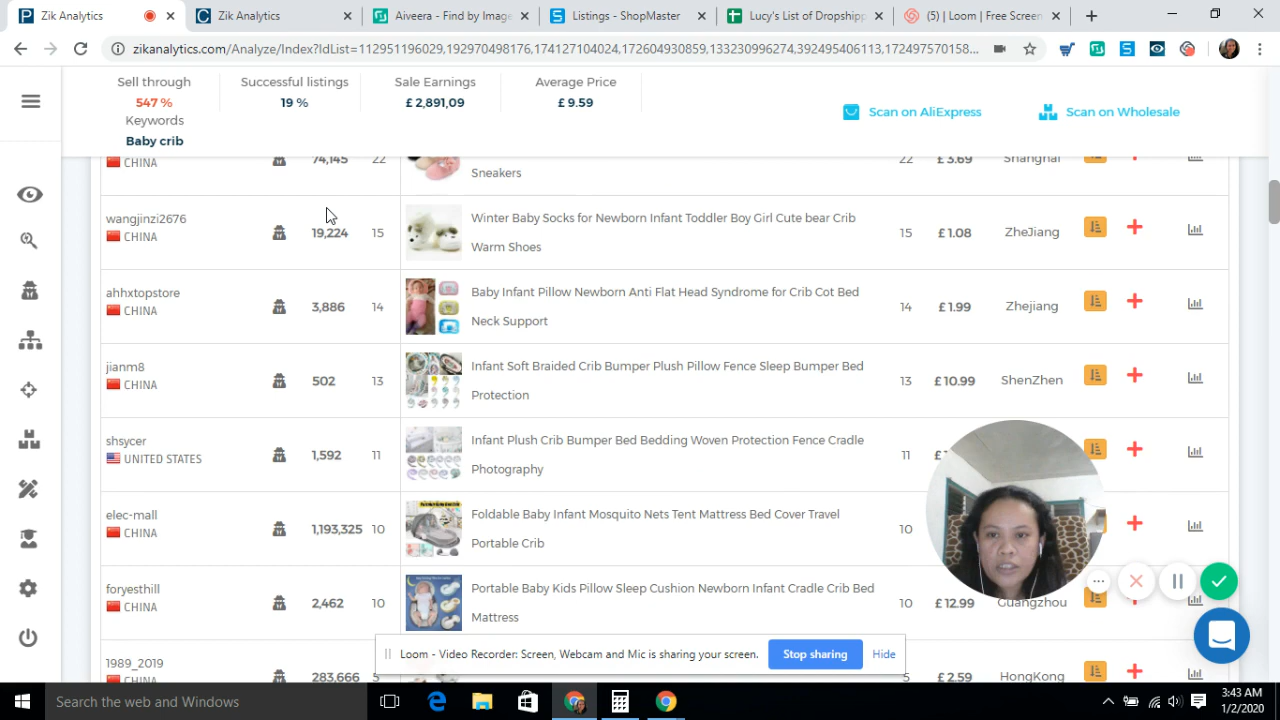 Zik Analytics
Zik Analytics
Aiveera - Find by Image
Listings - ShopMaster
Lucy's List of Dropshipp
(5) | Loom | Free Screen
zikanalytics.com/Analyze/Index?IdList=112951196029,192970498176,174127104024,172604930859,133230996274,392495406113,1724975701​58...
Sell through
547 %
Successful listings
19 %
Sale Earnings
£ 2,891,09
Average Price
£ 9.59
Keywords
Baby crib
Scan on AliExpress
Scan on Wholesale
CHINA
74,145
22
Sneakers
22
£ 3.69
Shanghai
wangjinzi2676
CHINA
19,224
15
Winter Baby Socks for Newborn Infant Toddler Boy Girl Cute bear Crib
Warm Shoes
15
£ 1.08
ZheJiang
ahhxtopstore
CHINA
3,886
14
Baby Infant Pillow Newborn Anti Flat Head Syndrome for Crib Cot Bed
Neck Support
14
£ 1.99
Zhejiang
jianm8
CHINA
502
13
Infant Soft Braided Crib Bumper Plush Pillow Fence Sleep Bumper Bed
Protection
13
£ 10.99
ShenZhen
shsycer
UNITED STATES
1,592
11
Infant Plush Crib Bumper Bed Bedding Woven Protection Fence Cradle
Photography
11
elec-mall
CHINA
1,193,325
10
Foldable Baby Infant Mosquito Nets Tent Mattress Bed Cover Travel
Portable Crib
10
foryesthill
CHINA
2,462
10
Portable Baby Kids Pillow Sleep Cushion Newborn Infant Cradle Crib Bed
Mattress
10
£ 12.99
Guangzhou
1989_2019
CHINA
283,666
5
5
£ 2.59
HongKong
Loom - Video Recorder: Screen, Webcam and Mic is sharing your screen.
Stop sharing
Hide
Search the web and Windows
3:43 AM
1/2/2020